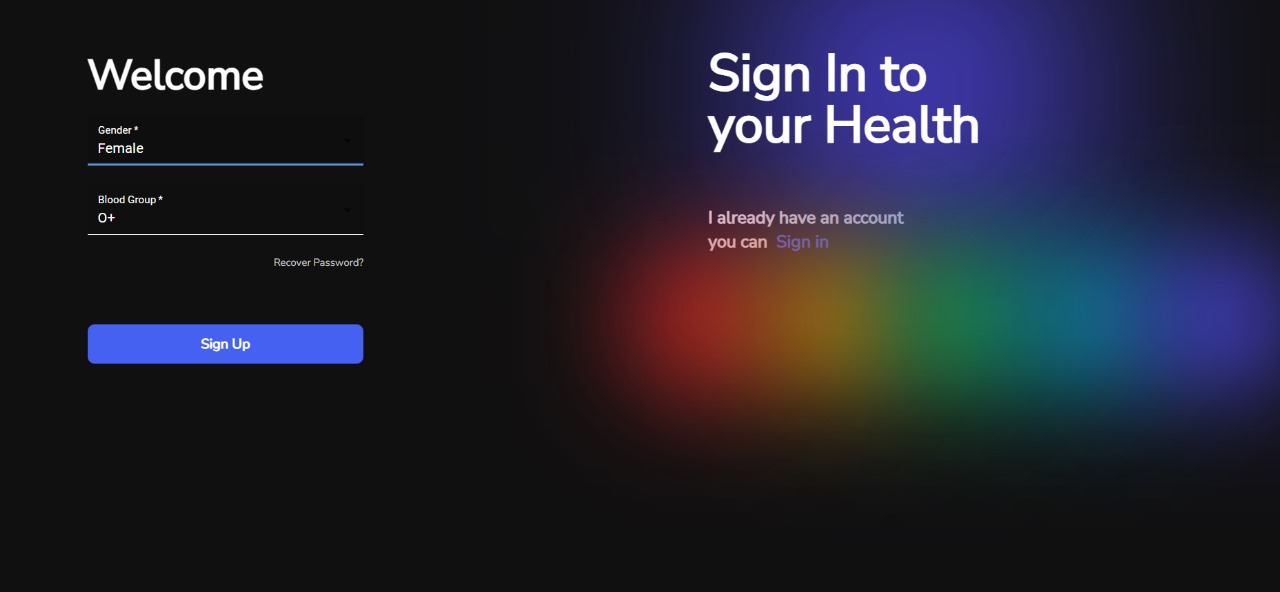 Welcome
Gender *
Female
Blood Group *
O+
Recover Password?
Sign Up
Sign In to
your Health
I already have an account
you can Sign in